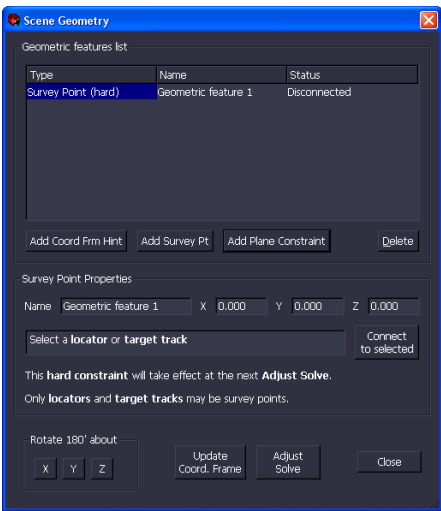 Scene Geometry
Geometric features list
Type Name Status
Survey Point (hard) Geometric feature 1 Disconnected
Add Coord Frm Hint Add Survey Pt Add Plane Constraint Delete
Survey Point Properties
Name Geometric feature 1 X 0.000 Y 0.000 Z 0.000
Select a locator or target track
Connect
to selected
This hard constraint will take effect at the next Adjust Solve.
Only locators and target tracks may be survey points.
Rotate 180' about
X Y Z
Update
Coord. Frame
Adjust
Solve
Close